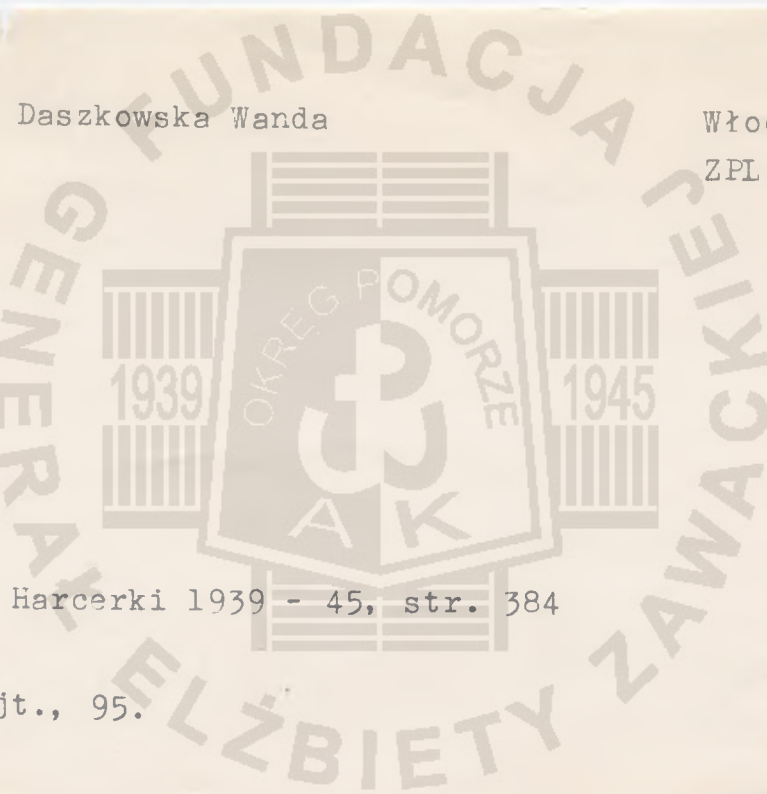 FUNDACJA GENERAŁ ELŻBIETY ZAWACKIEJ
Daszkowska Wanda
ZPL
OKRĘG POMORZE
1939
1945
AK
Harcerki 1939 - 45, str. 384
jt., 95.